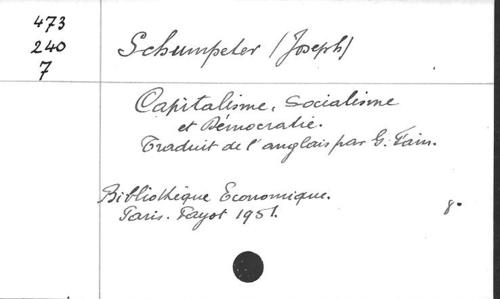 473
240
7
Schumpeter (Joseph)
Capitalisme, Socialisme
et Démocratie.
Traduit de l'anglais par G. Fain.
Bibliothèque Economique.
Paris. Payot 1951.
8°